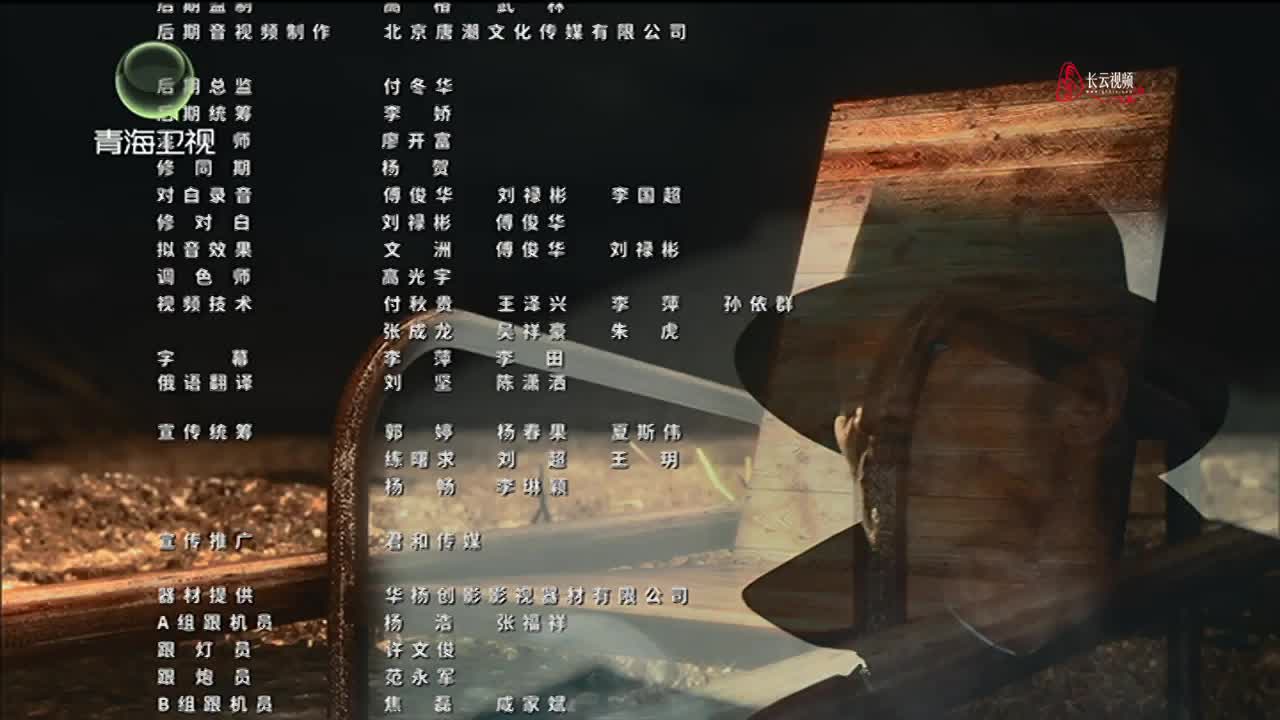 后期音视频制作 北京唐潮文化传媒有限公司
后期总监 付冬华
后期统筹 李娇
师 廖开富
青海卫视
长云视频
修同期 杨贺
对白录音 傅俊华 刘禄彬 李国超
修对白 刘禄彬 傅俊华
拟音效果 文洲 傅俊华 刘禄彬
调色师 高光宇
视频技术 付秋贵 王泽兴 李萍 孙依群
张成龙 吴祥豪 朱虎
字幕 李萍 李田
俄语翻译 刘坚 陈潇洒
宣传统筹 郭婷 杨春果 夏斯伟
练曙求 刘超 王玥
杨畅 李琳颖
宣传推广 君和传媒
器材提供 华杨创影影视器材有限公司
A组跟机员 杨浩 张福祥
跟灯员 许文俊
跟炮员 范永军
B组跟机员 焦磊 咸家斌